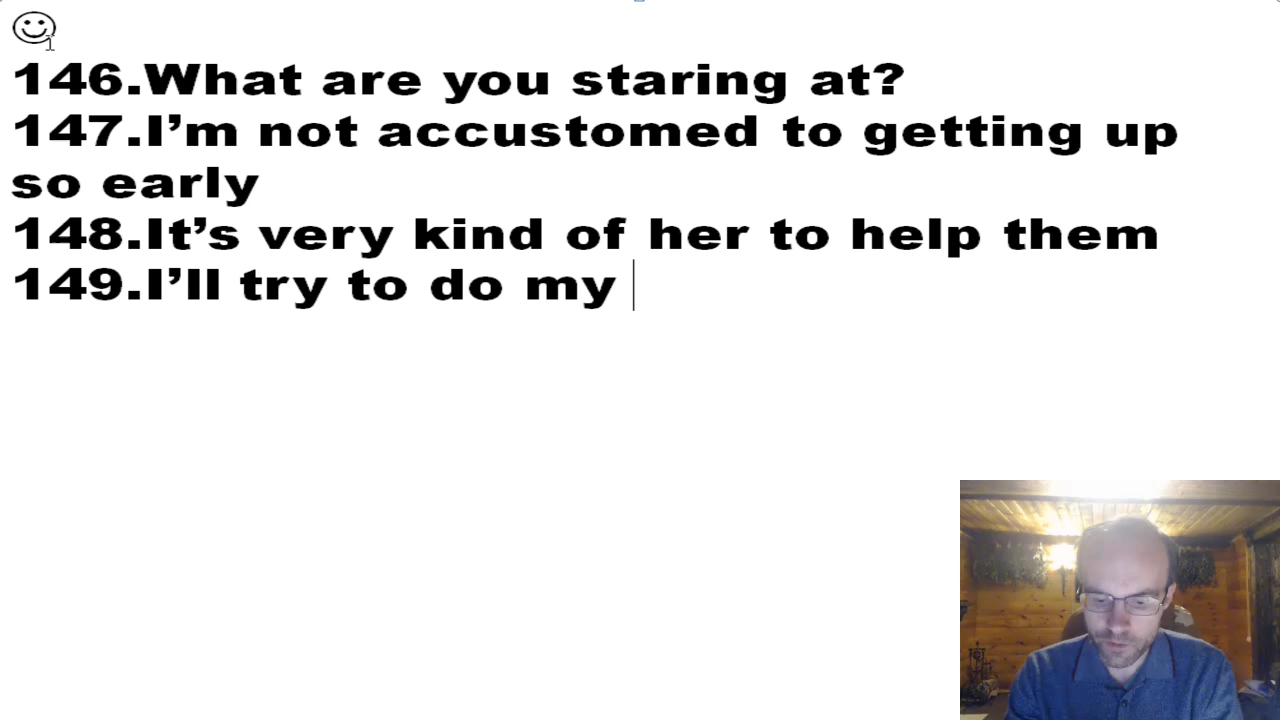 146.What are you staring at?
147.I’m not accustomed to getting up
so early
148.It’s very kind of her to help them
149.I’ll try to do my